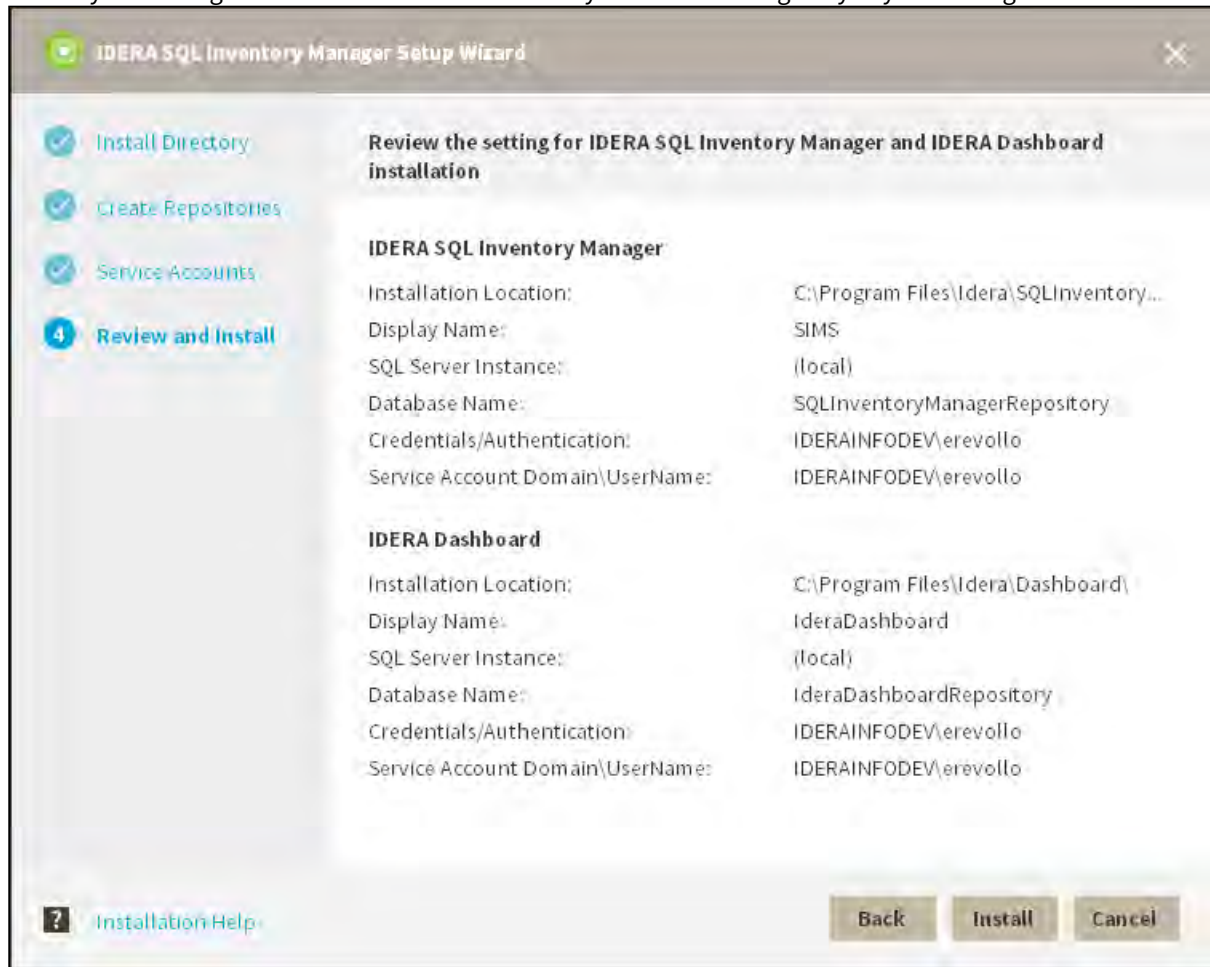 IDERA SQL Inventory Manager Setup Wizard
Install Directory
Create Repositories
Service Accounts
4 Review and Install
Review the setting for IDERA SQL Inventory Manager and IDERA Dashboard
installation
IDERA SQL Inventory Manager
Installation Location: C:\Program Files\Idera\SQLInventory...
Display Name: SIMS
SQL Server Instance: (local)
Database Name: SQLInventoryManagerRepository
Credentials/Authentication: IDERAINFODEV\erevollo
Service Account Domain\UserName: IDERAINFODEV\erevollo
IDERA Dashboard
Installation Location: C:\Program Files\Idera\Dashboard\
Display Name: IderaDashboard
SQL Server Instance: (local)
Database Name: IderaDashboardRepository
Credentials/Authentication: IDERAINFODEV\erevollo
Service Account Domain\UserName: IDERAINFODEV\erevollo
? Installation Help
Back Install Cancel